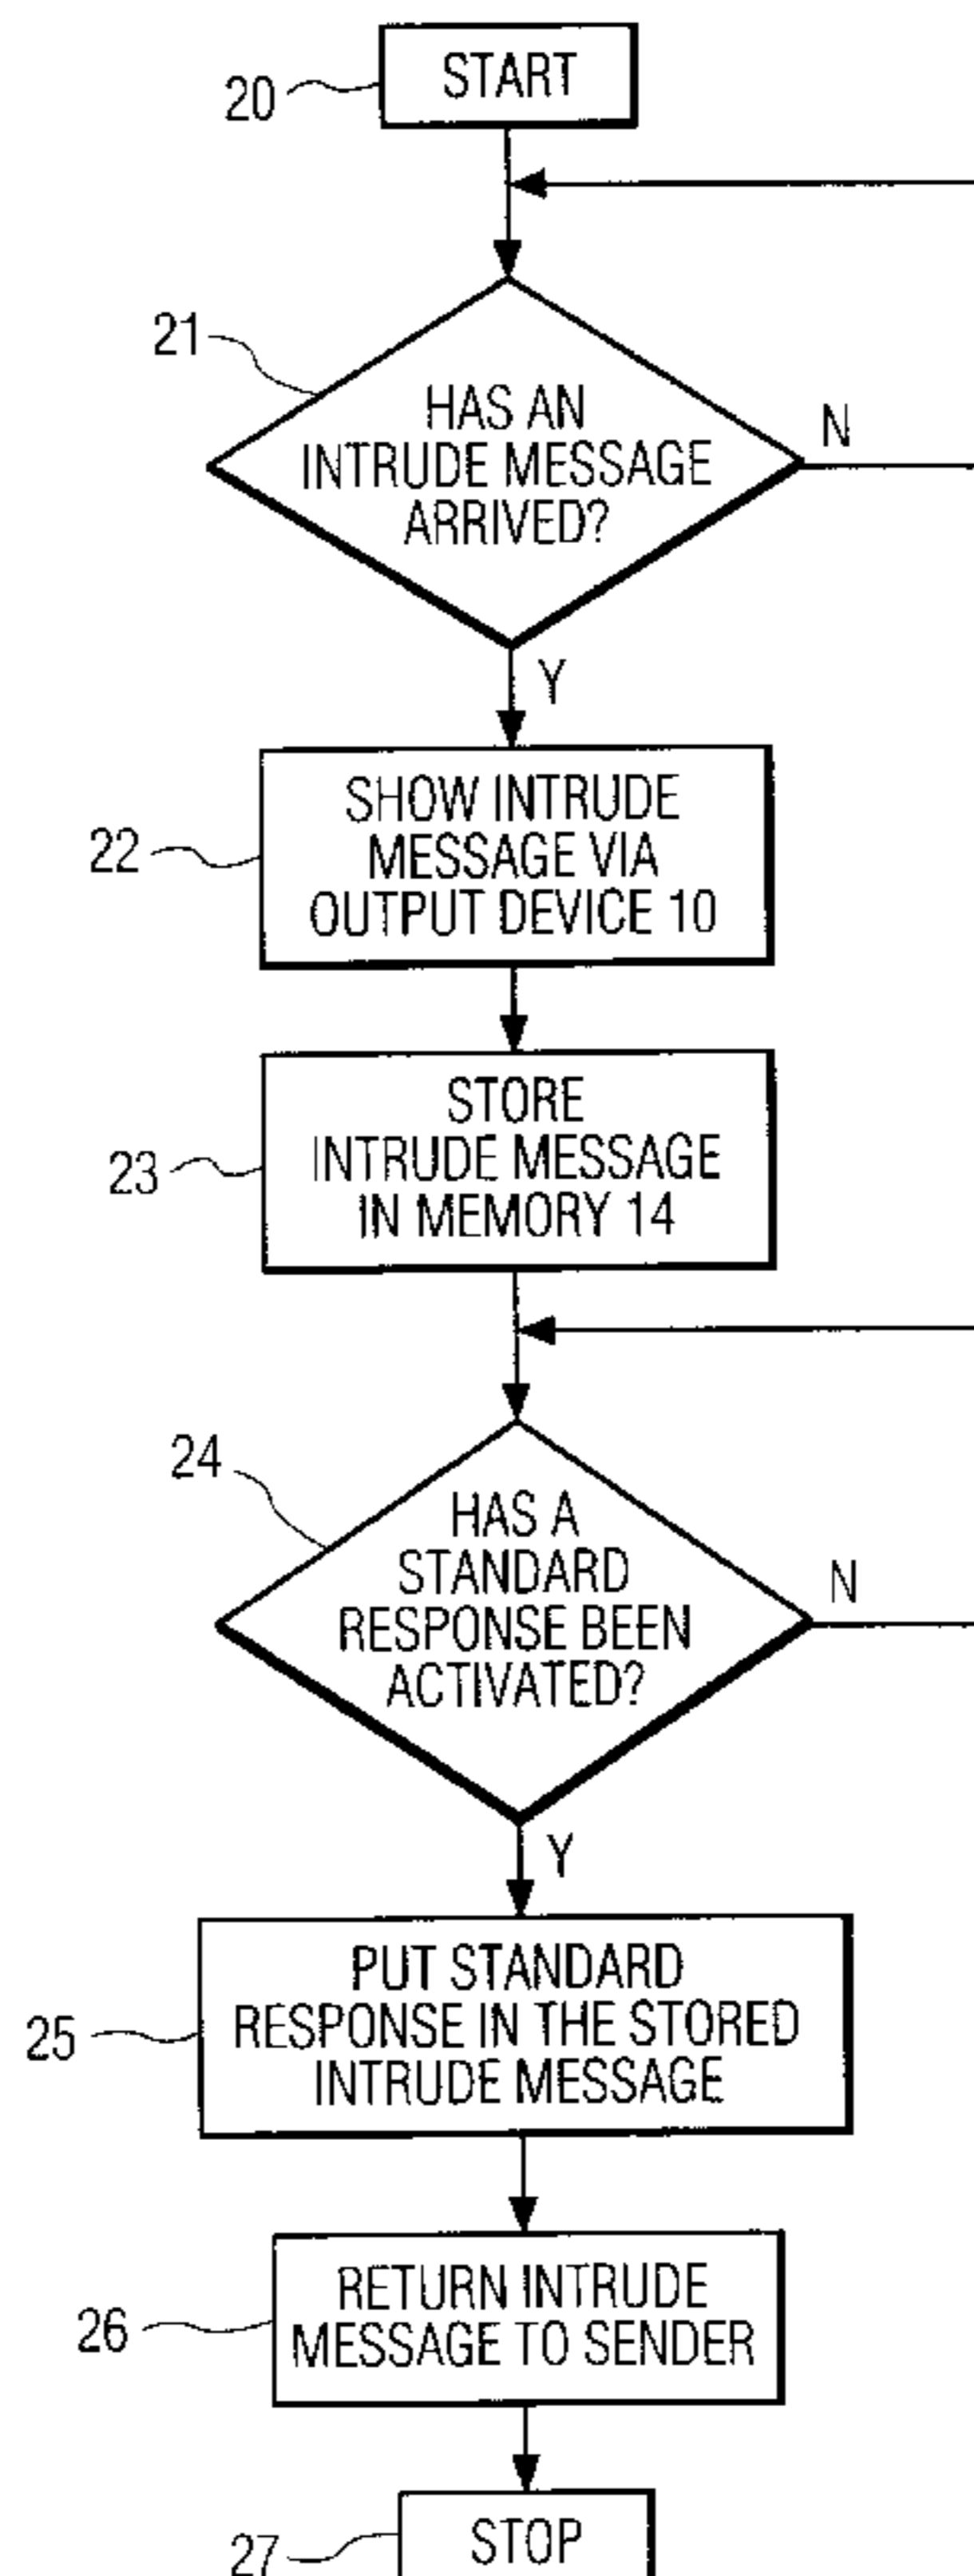 20
START
21
HAS AN
INTRUDE MESSAGE
ARRIVED?
N
Y
22
SHOW INTRUDE
MESSAGE VIA
OUTPUT DEVICE 10
23
STORE
INTRUDE MESSAGE
IN MEMORY 14
24
HAS A
STANDARD
RESPONSE BEEN
ACTIVATED?
N
Y
25
PUT STANDARD
RESPONSE IN THE STORED
INTRUDE MESSAGE
26
RETURN INTRUDE
MESSAGE TO SENDER
27
STOP